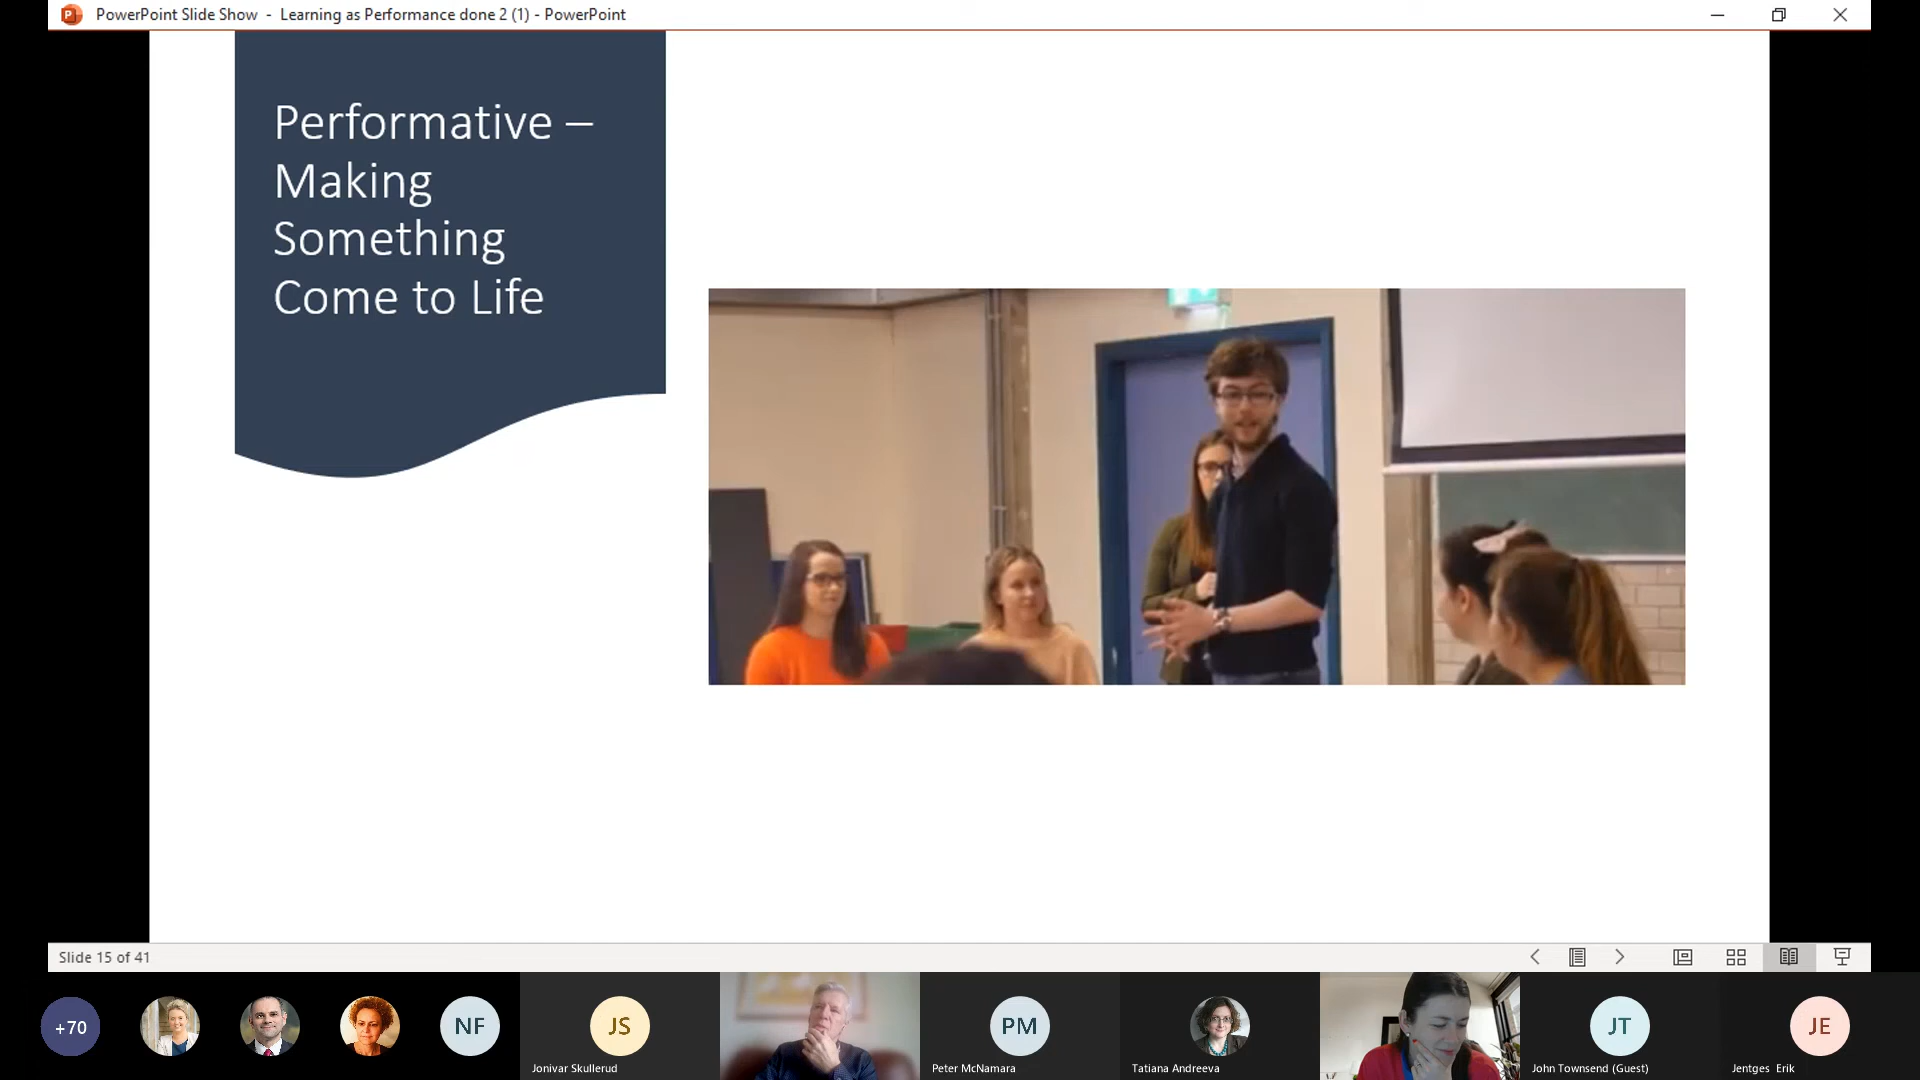 PowerPoint Slide Show - Learning as Performance done 2 (1) - PowerPoint
Performative –
Making
Something
Come to Life
Slide 15 of 41
+70
NF
JS
Jonivar Skullerud
PM
Peter McNamara
Tatiana Andreeva
JT
John Townsend (Guest)
JE
Jentges Erik